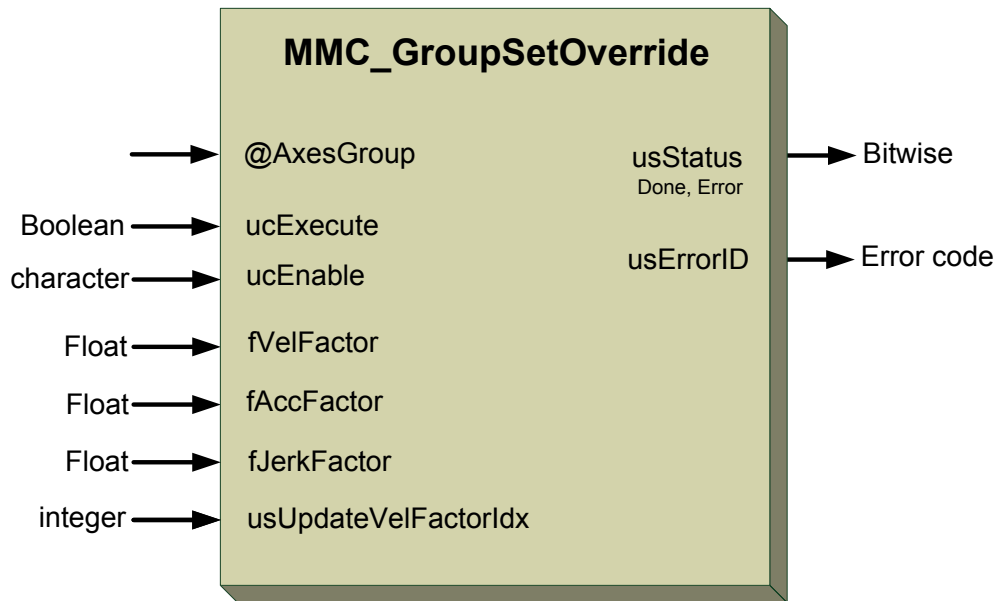 MMC_GroupSetOverride
@AxesGroup
usStatus
Done, Error
Bitwise
Boolean
ucExecute
character
ucEnable
usErrorID
Error code
Float
fVelFactor
Float
fAccFactor
Float
fJerkFactor
integer
usUpdateVelFactorIdx